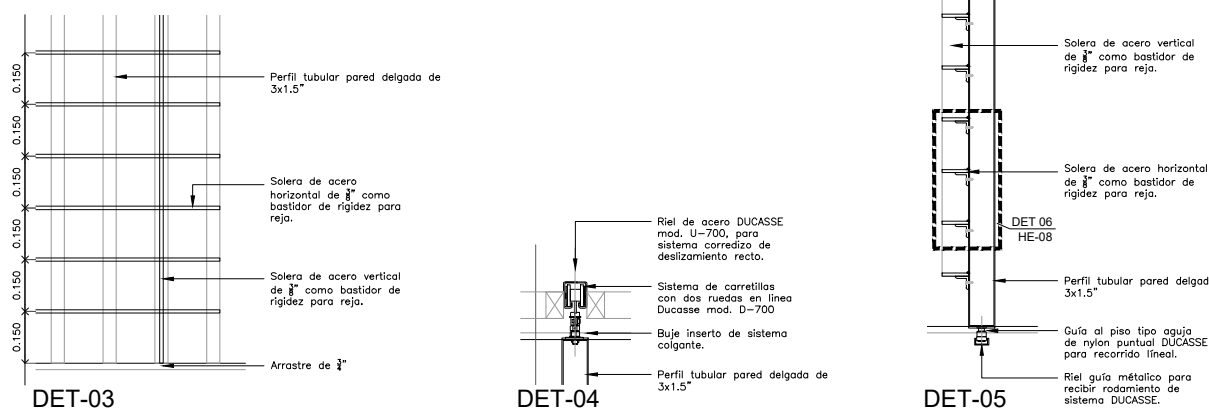 0.150
0.150
0.150
0.150
0.150
0.150
Perfil tubular pared delgada de
3x1.5"
Solera de acero
horizontal de ⅜" como
bastidor de rigidez para
reja.
Solera de acero vertical
de ⅜" como bastidor de
rigidez para reja.
Arrastre de ¾"
DET-03
Riel de acero DUCASSE
mod. U-700, para
sistema corredizo de
deslizamiento recto.
Sistema de carretillas
con dos ruedas en linea
Ducasse mod. D-700
Buje inserto de sistema
colgante.
Perfil tubular pared delgada de
3x1.5"
DET-04
Solera de acero vertical
de ⅜" como bastidor de
rigidez para reja.
Solera de acero horizontal
de ⅜" como bastidor de
rigidez para reja.
DET 06
HE-08
Perfil tubular pared delgad
3x1.5"
Guía al piso tipo aguja
de nylon puntual DUCASSE
para recorrido líneal.
Riel guía métalico para
recibir rodamiento de
sistema DUCASSE.
DET-05